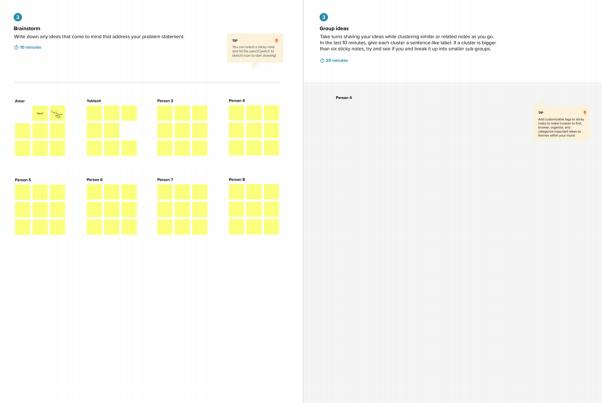 2
Brainstorm
Write down any ideas that come to mind that address your problem statement.
10 minutes
TIP
You can select a sticky note
and hit the pencil [switch to
sketch] icon to start drawing!
Amar
Yuktesh
Person 3
Person 4
Person 5
Person 6
Person 7
Person 8
3
Group ideas
Take turns sharing your ideas while clustering similar or related notes as you go.
In the last 10 minutes, give each cluster a sentence-like label. If a cluster is bigger
than six sticky notes, try and see if you and break it up into smaller sub-groups.
20 minutes
Person 4
TIP
Add customizable tags to sticky
notes to make it easier to find,
browse, organize, and
categorize important ideas as
themes within your mural.